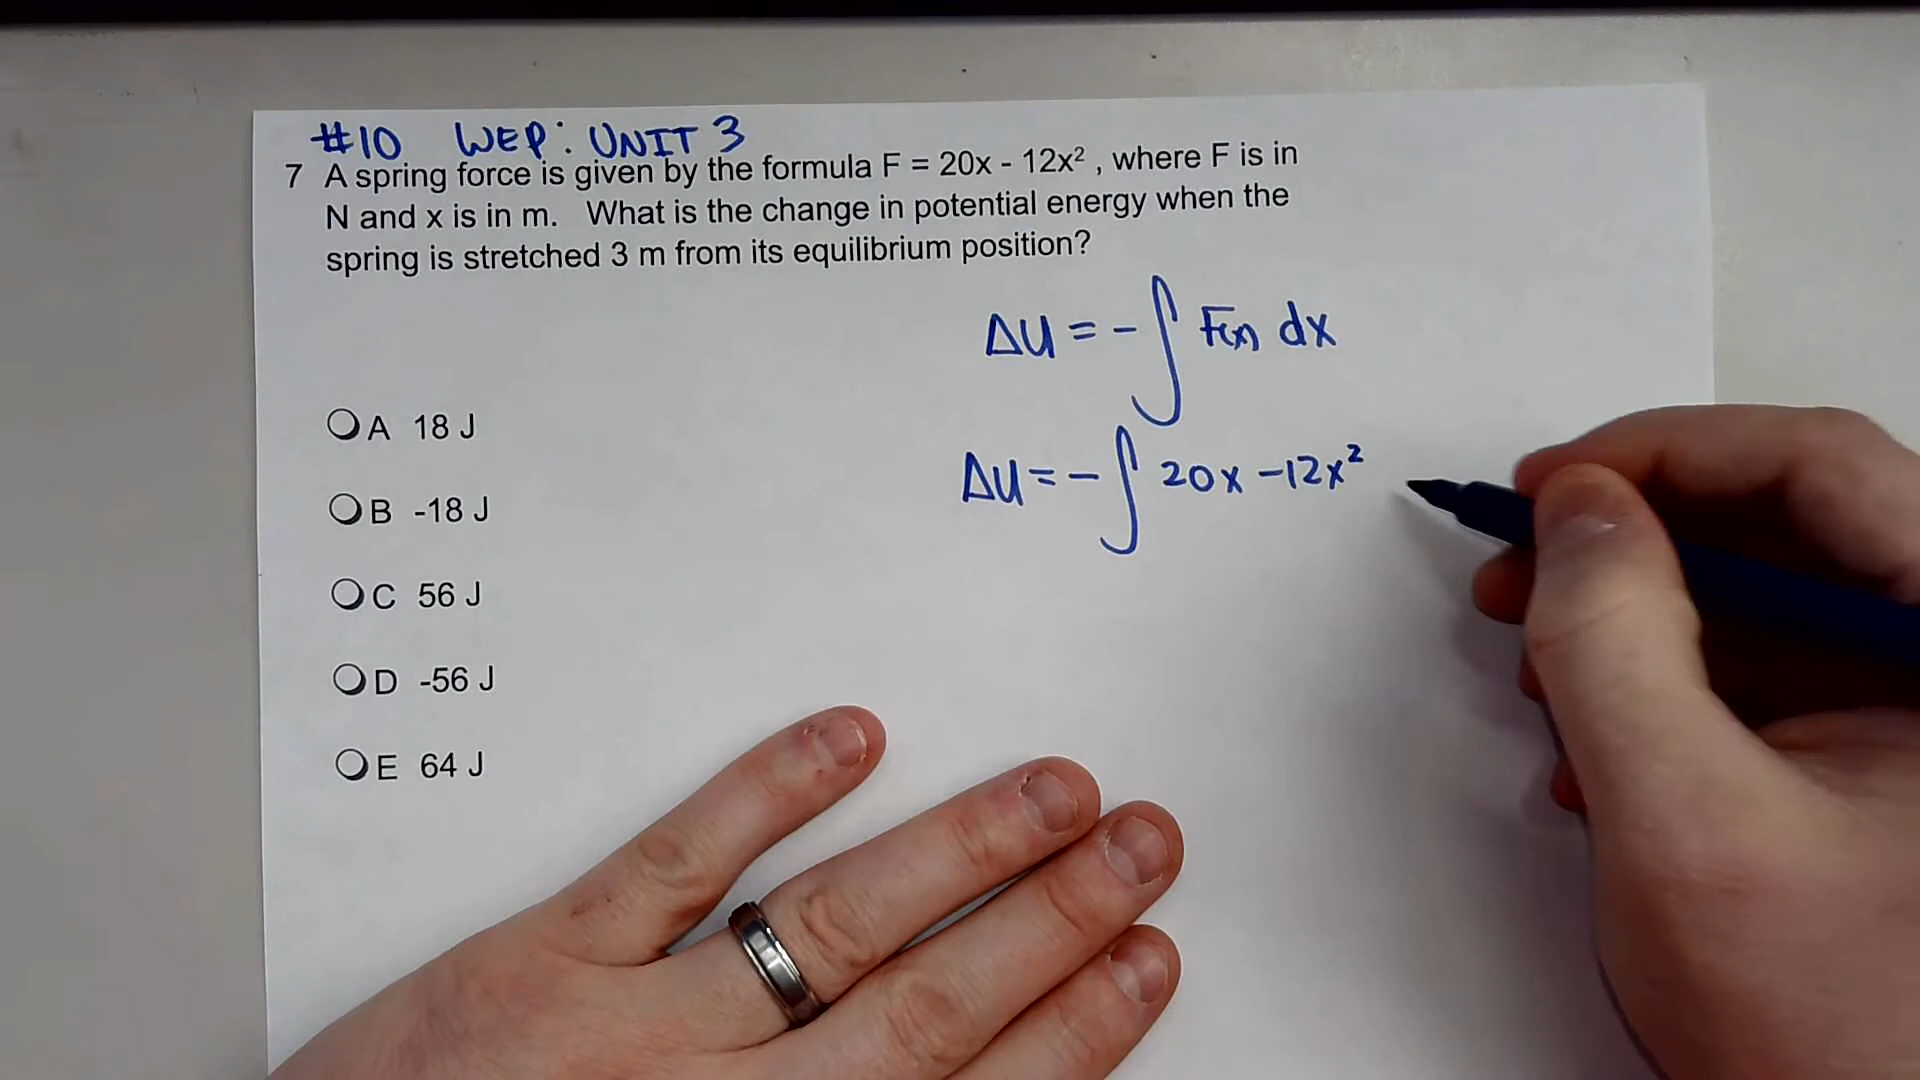 #10 WEP: UNIT 3
7 A spring force is given by the formula F = 20x - 12x² , where F is in
N and x is in m. What is the change in potential energy when the
spring is stretched 3 m from its equilibrium position?
ΔU = - ∫ F(x) dx
ΔU = - ∫ 20x - 12x²
A 18 J
B -18 J
C 56 J
D -56 J
E 64 J